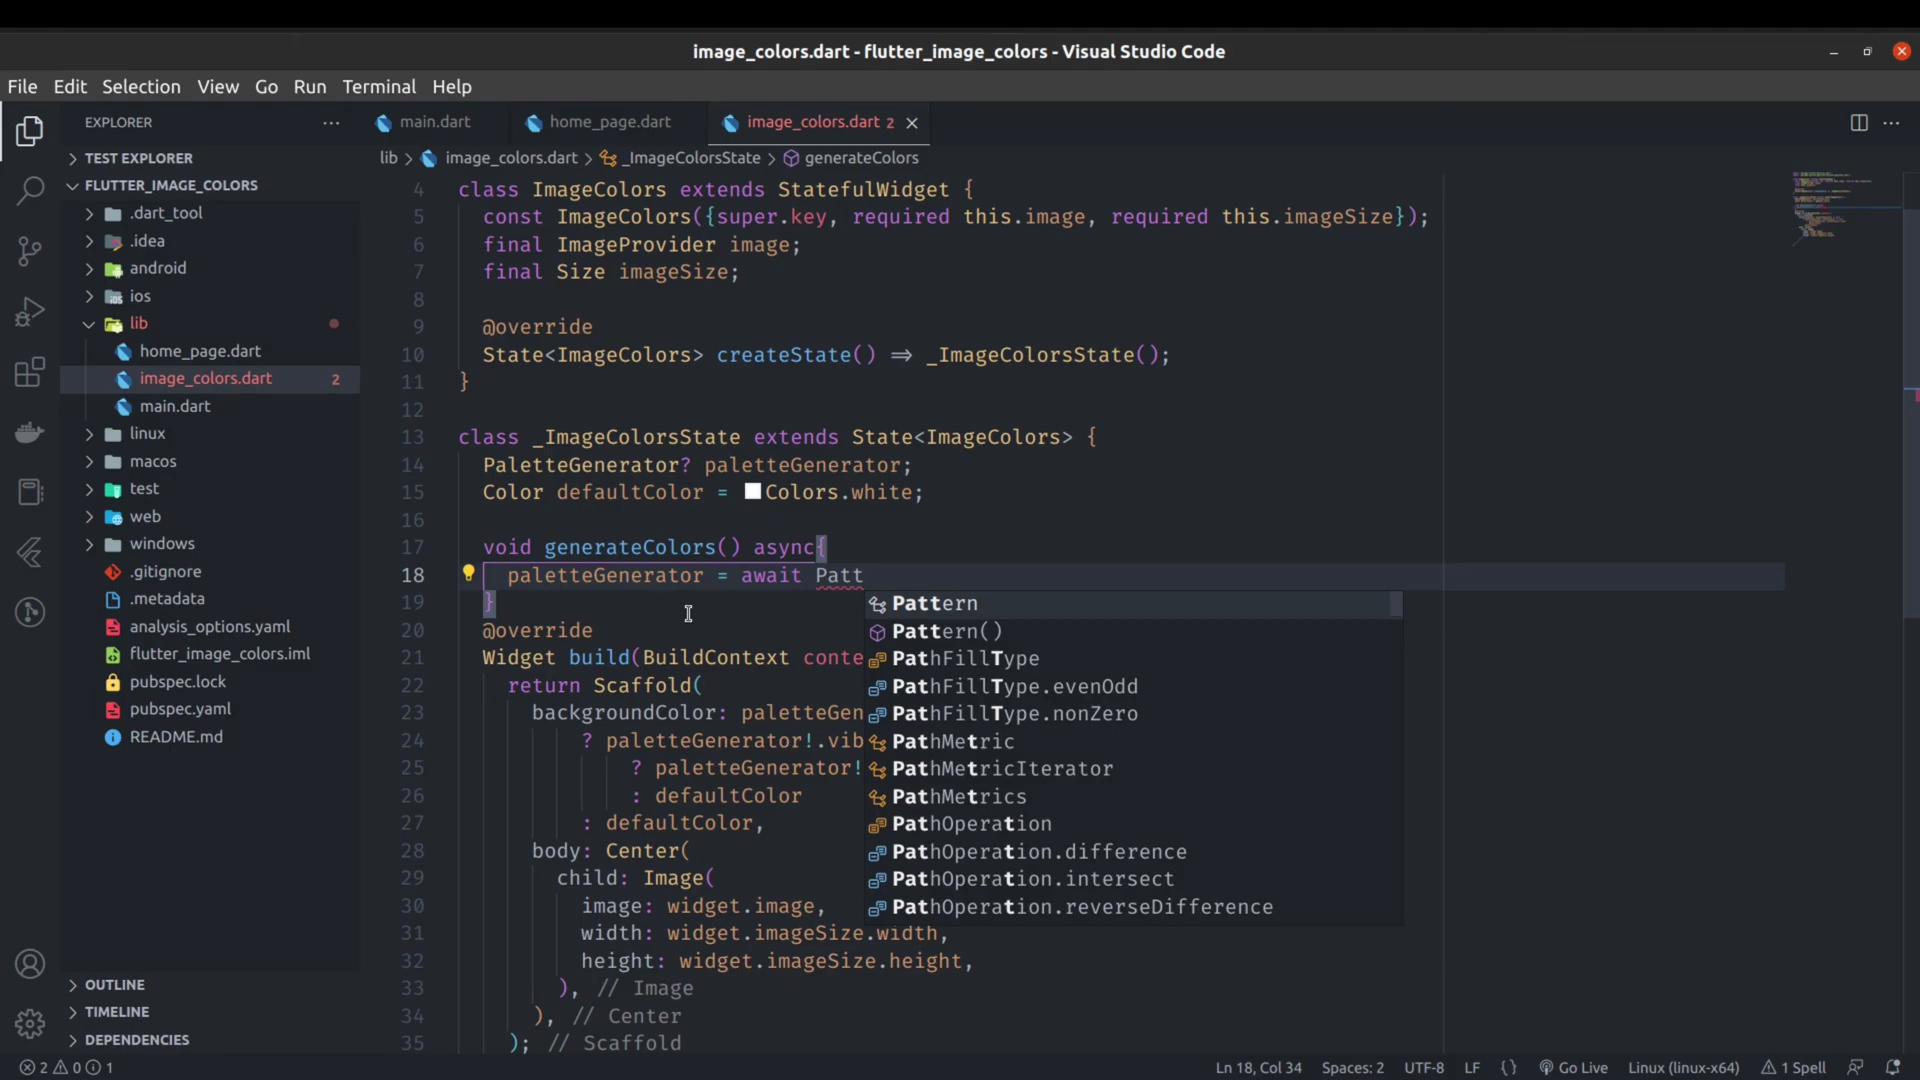 image_colors.dart - flutter_image_colors - Visual Studio Code
File Edit Selection View Go Run Terminal Help
EXPLORER
TEST EXPLORER
FLUTTER_IMAGE_COLORS
.dart_tool
.idea
android
ios
lib
home_page.dart
image_colors.dart 2
main.dart
linux
macos
test
web
windows
.gitignore
.metadata
analysis_options.yaml
flutter_image_colors.iml
pubspec.lock
pubspec.yaml
README.md
OUTLINE
TIMELINE
DEPENDENCIES
main.dart home_page.dart image_colors.dart 2
lib > image_colors.dart > _ImageColorsState > generateColors
4 class ImageColors extends StatefulWidget {
5 const ImageColors({super.key, required this.image, required this.imageSize});
6 final ImageProvider image;
7 final Size imageSize;
8
9 @override
10 State<ImageColors> createState() => _ImageColorsState();
11 }
12
13 class _ImageColorsState extends State<ImageColors> {
14 PaletteGenerator? paletteGenerator;
15 Color defaultColor = Colors.white;
16
17 void generateColors() async{
18 paletteGenerator = await Patt
19 }
20 @override
21 Widget build(BuildContext conte
22 return Scaffold(
23 backgroundColor: paletteGen
24 ? paletteGenerator!.vib
25 ? paletteGenerator!
26 : defaultColor
27 : defaultColor,
28 body: Center(
29 child: Image(
30 image: widget.image,
31 width: widget.imageSize.width,
32 height: widget.imageSize.height,
33 ), // Image
34 ), // Center
35 ); // Scaffold
Pattern
Pattern()
PathFillType
PathFillType.evenOdd
PathFillType.nonZero
PathMetric
PathMetricIterator
PathMetrics
PathOperation
PathOperation.difference
PathOperation.intersect
PathOperation.reverseDifference
2 0 1 Ln 18, Col 34 Spaces: 2 UTF-8 LF {} Go Live Linux (linux-x64) 1 Spell